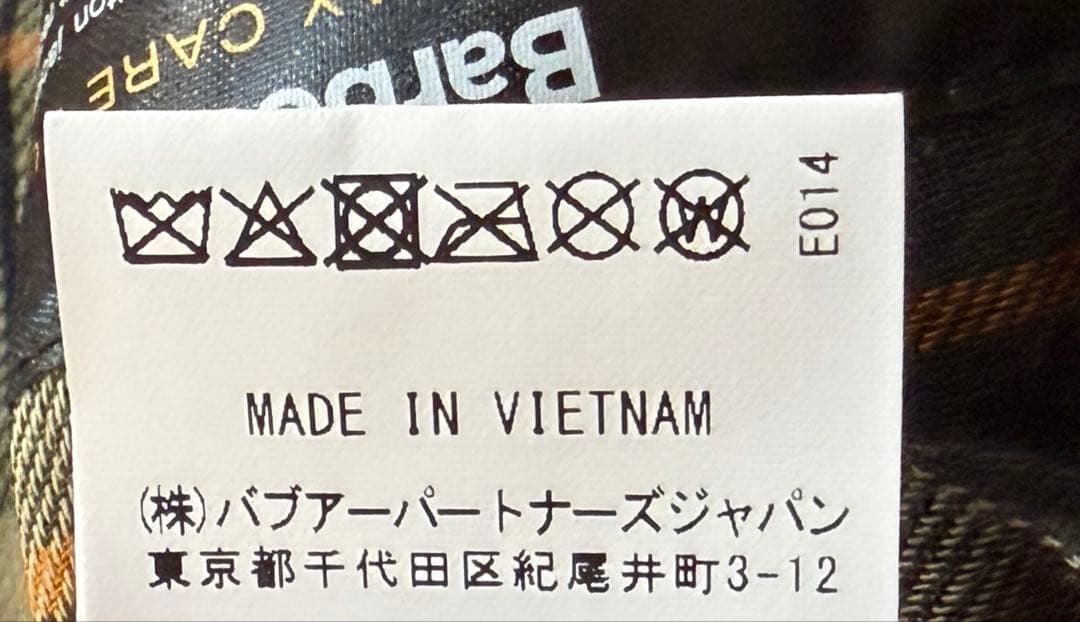 CARE
Barbo
W
E014
MADE IN VIETNAM
(株)バブアーパートナーズジャパン
東京都千代田区紀尾井町3-12